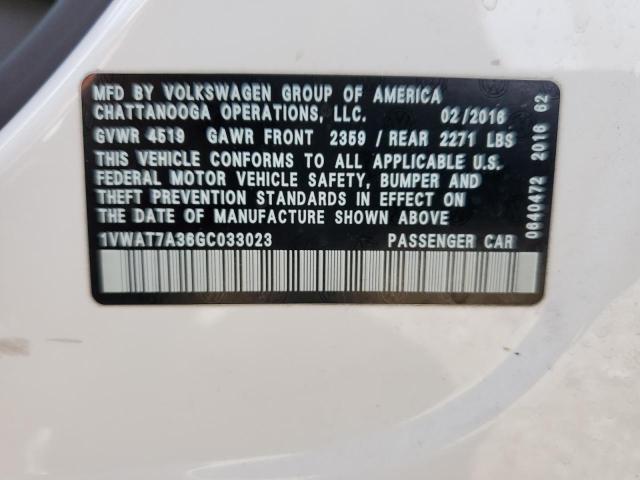 MFD BY VOLKSWAGEN GROUP OF AMERICA
CHATTANOOGA OPERATIONS, LLC. 02/2016
GVWR 4519 GAWR FRONT 2359 / REAR 2271 LBS
THIS VEHICLE CONFORMS TO ALL APPLICABLE U.S.
FEDERAL MOTOR VEHICLE SAFETY, BUMPER AND
THEFT PREVENTION STANDARDS IN EFFECT ON
THE DATE OF MANUFACTURE SHOWN ABOVE
1VWAT7A36GC033023 PASSENGER CAR
0640472 2016 62